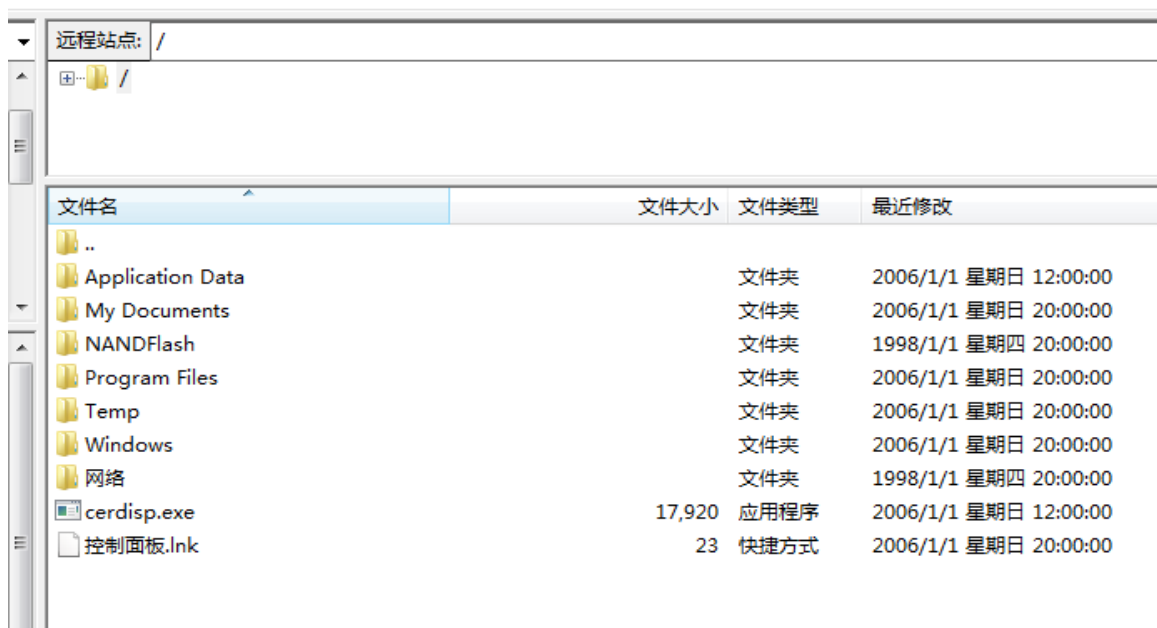 远程站点: /
/
文件名 文件大小 文件类型 最近修改
..
Application Data 文件夹 2006/1/1 星期日 12:00:00
My Documents 文件夹 2006/1/1 星期日 20:00:00
NANDFlash 文件夹 1998/1/1 星期四 20:00:00
Program Files 文件夹 2006/1/1 星期日 20:00:00
Temp 文件夹 2006/1/1 星期日 20:00:00
Windows 文件夹 2006/1/1 星期日 20:00:00
网络 文件夹 1998/1/1 星期四 20:00:00
cerdisp.exe 17,920 应用程序 2006/1/1 星期日 12:00:00
控制面板.lnk 23 快捷方式 2006/1/1 星期日 20:00:00